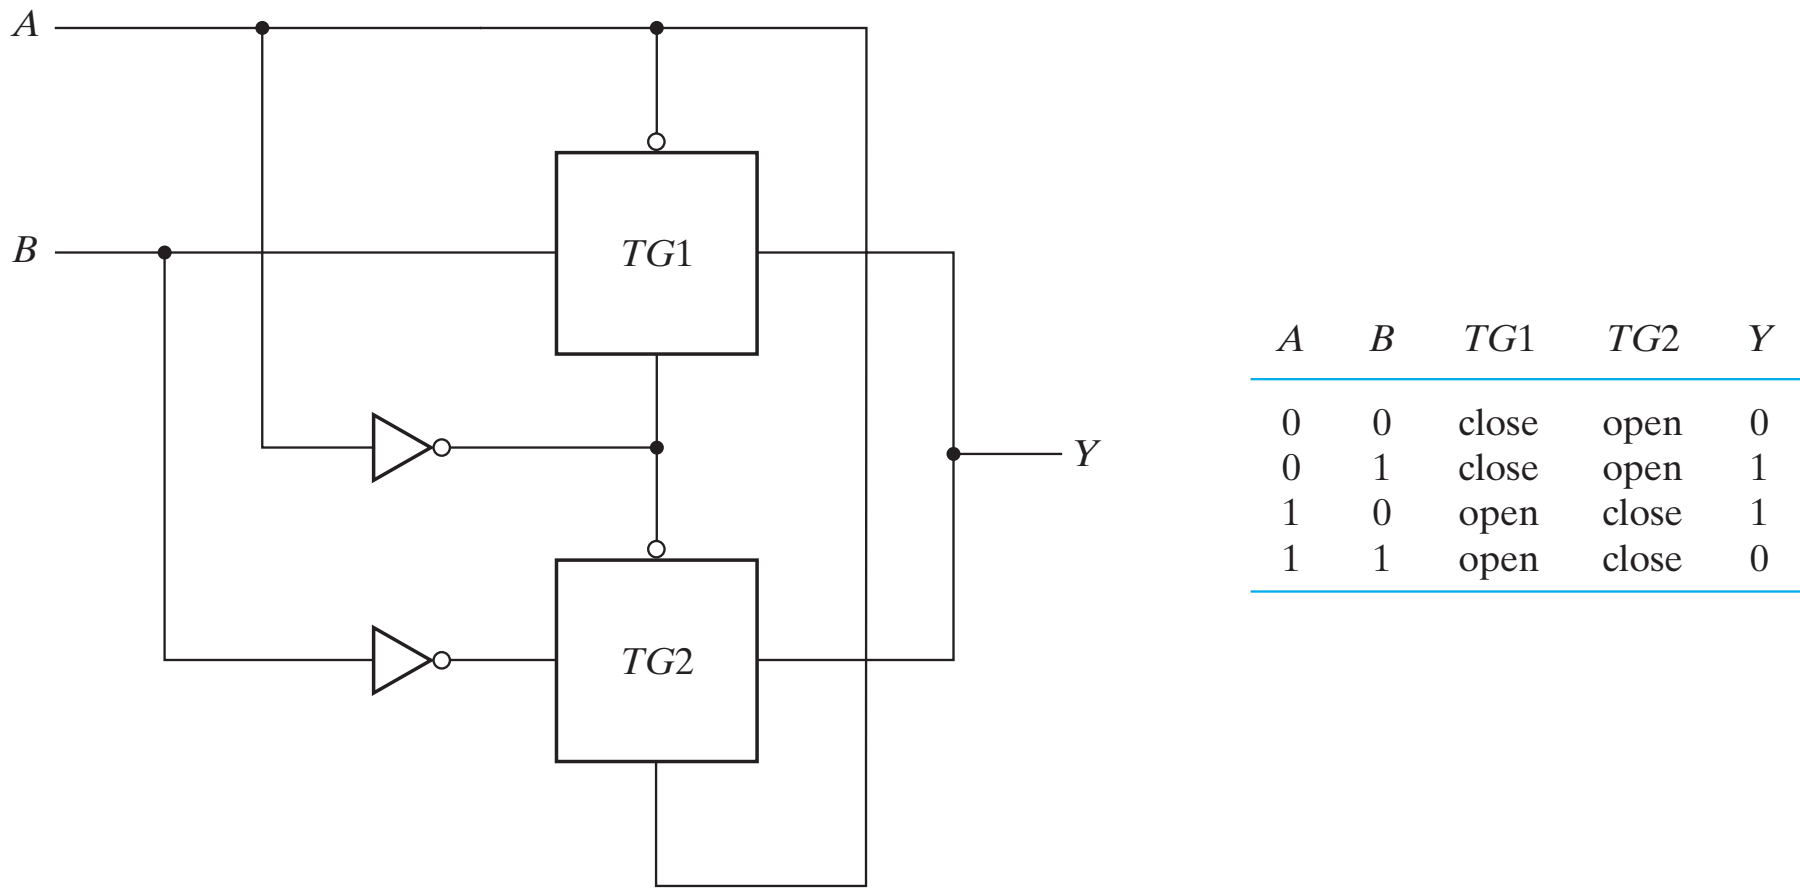 A
B
TG1
TG2
Y
A B TG1 TG2 Y
0 0 close open 0
0 1 close open 1
1 0 open close 1
1 1 open close 0